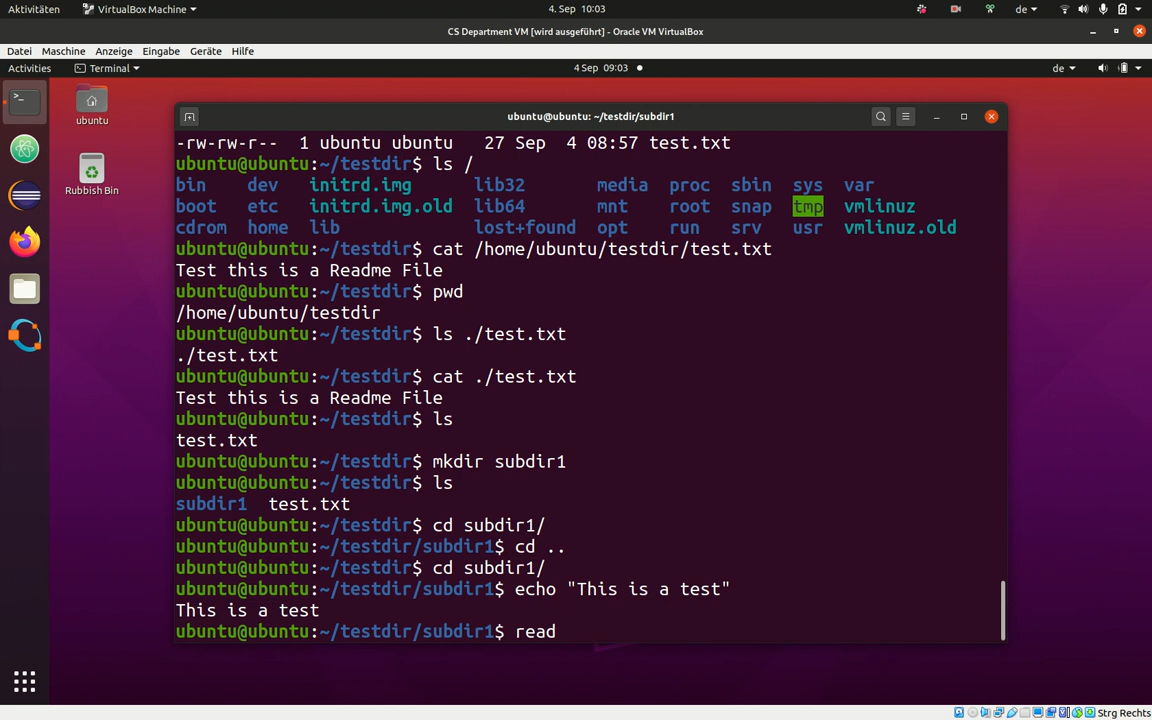 Aktivitäten VirtualBox Machine 4. Sep 10:03 de
CS Department VM [wird ausgeführt] - Oracle VM VirtualBox
Datei Maschine Anzeige Eingabe Geräte Hilfe
Activities Terminal 4 Sep 09:03 de
ubuntu
Rubbish Bin
ubuntu@ubuntu: ~/testdir/subdir1
-rw-rw-r-- 1 ubuntu ubuntu 27 Sep 4 08:57 test.txt
ubuntu@ubuntu:~/testdir$ ls /
bin dev initrd.img lib32 media proc sbin sys var
boot etc initrd.img.old lib64 mnt root snap tmp vmlinuz
cdrom home lib lost+found opt run srv usr vmlinuz.old
ubuntu@ubuntu:~/testdir$ cat /home/ubuntu/testdir/test.txt
Test this is a Readme File
ubuntu@ubuntu:~/testdir$ pwd
/home/ubuntu/testdir
ubuntu@ubuntu:~/testdir$ ls ./test.txt
./test.txt
ubuntu@ubuntu:~/testdir$ cat ./test.txt
Test this is a Readme File
ubuntu@ubuntu:~/testdir$ ls
test.txt
ubuntu@ubuntu:~/testdir$ mkdir subdir1
ubuntu@ubuntu:~/testdir$ ls
subdir1 test.txt
ubuntu@ubuntu:~/testdir$ cd subdir1/
ubuntu@ubuntu:~/testdir/subdir1$ cd ..
ubuntu@ubuntu:~/testdir$ cd subdir1/
ubuntu@ubuntu:~/testdir/subdir1$ echo "This is a test"
This is a test
ubuntu@ubuntu:~/testdir/subdir1$ read
Strg Rechts